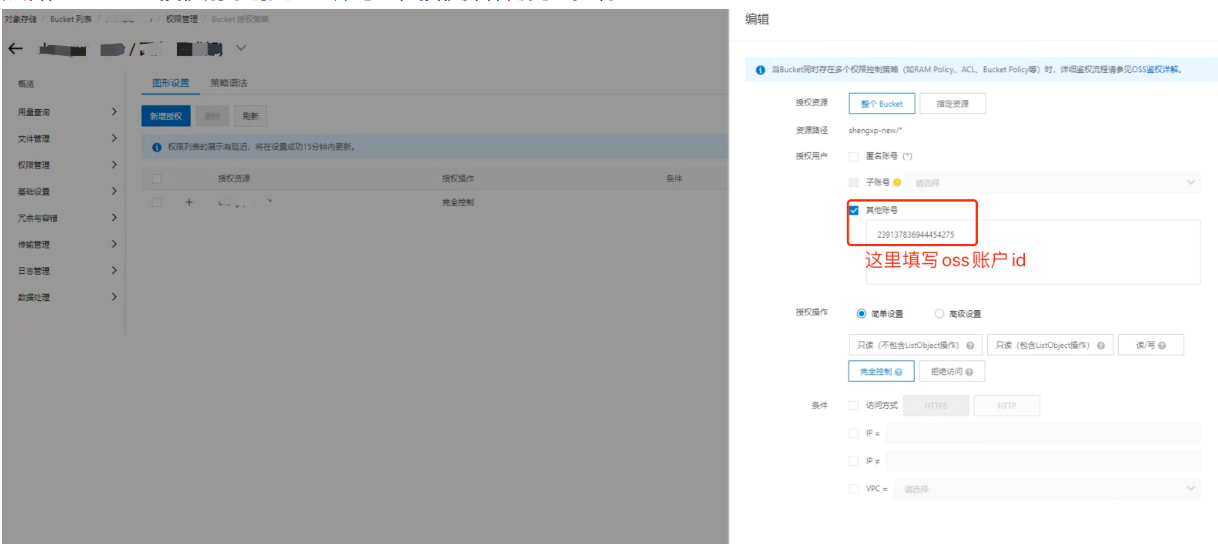 对象存储 / Bucket 列表 / / 权限管理 / Bucket 授权策略
概览
用量查询
文件管理
权限管理
基础设置
冗余与容错
传输管理
日志管理
数据处理
图形设置 策略语法
新增授权 删除 刷新
权限列表的展示有延迟，将在设置成功15分钟内更新。
授权资源 授权操作 条件
完全控制
编辑
当Bucket同时存在多个权限控制策略（如RAM Policy、ACL、Bucket Policy等）时，详细鉴权流程请参见OSS鉴权详解。
授权资源 整个 Bucket 指定资源
资源路径 shengxp-new/*
授权用户 匿名账号 (*)
子账号 请选择
其他账号
239137836944454275
这里填写 oss 账户 id
授权操作 简单设置 高级设置
只读（不包含ListObject操作） 只读（包含ListObject操作） 读/写
完全控制 拒绝访问
条件 访问方式 HTTPS HTTP
IP =
IP ≠
VPC = 请选择